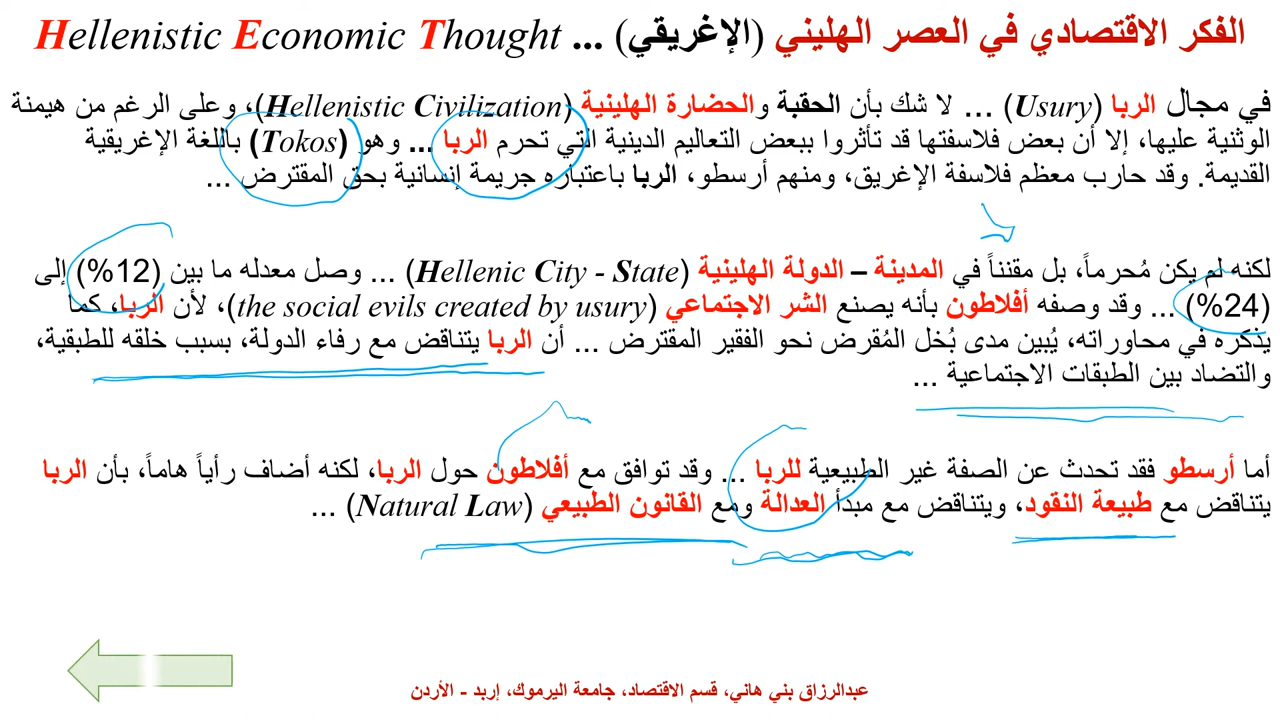 الفكر الاقتصادي في العصر الهليني (الإغريقي) ... Hellenistic Economic Thought
في مجال الربا (Usury) ... لا شك بأن الحقبة والحضارة الهلينية (Hellenistic Civilization)، وعلى الرغم من هيمنة
الوثنية عليها، إلا أن بعض فلاسفتها قد تأثروا ببعض التعاليم الدينية التي تحرم الربا ... وهو (Tokos) باللغة الإغريقية
القديمة. وقد حارب معظم فلاسفة الإغريق، ومنهم أرسطو، الربا باعتباره جريمة إنسانية بحق المقترض ...
لكنه لم يكن مُحرماً، بل مقنناً في المدينة – الدولة الهلينية (Hellenic City - State) ... وصل معدله ما بين (12%) إلى
(24%) ... وقد وصفه أفلاطون بأنه يصنع الشر الاجتماعي (the social evils created by usury)، لأن الربا، كما
يذكره في محاوراته، يُبين مدى بُخل المُقرض نحو الفقير المقترض ... أن الربا يتناقض مع رفاء الدولة، بسبب خلقه للطبقية،
والتضاد بين الطبقات الاجتماعية ...
أما أرسطو فقد تحدث عن الصفة غير الطبيعية للربا ... وقد توافق مع أفلاطون حول الربا، لكنه أضاف رأياً هاماً، بأن الربا
يتناقض مع طبيعة النقود، ويتناقض مع مبدأ العدالة ومع القانون الطبيعي (Natural Law) ...
عبدالرزاق بني هاني، قسم الاقتصاد، جامعة اليرموك، إربد - الأردن